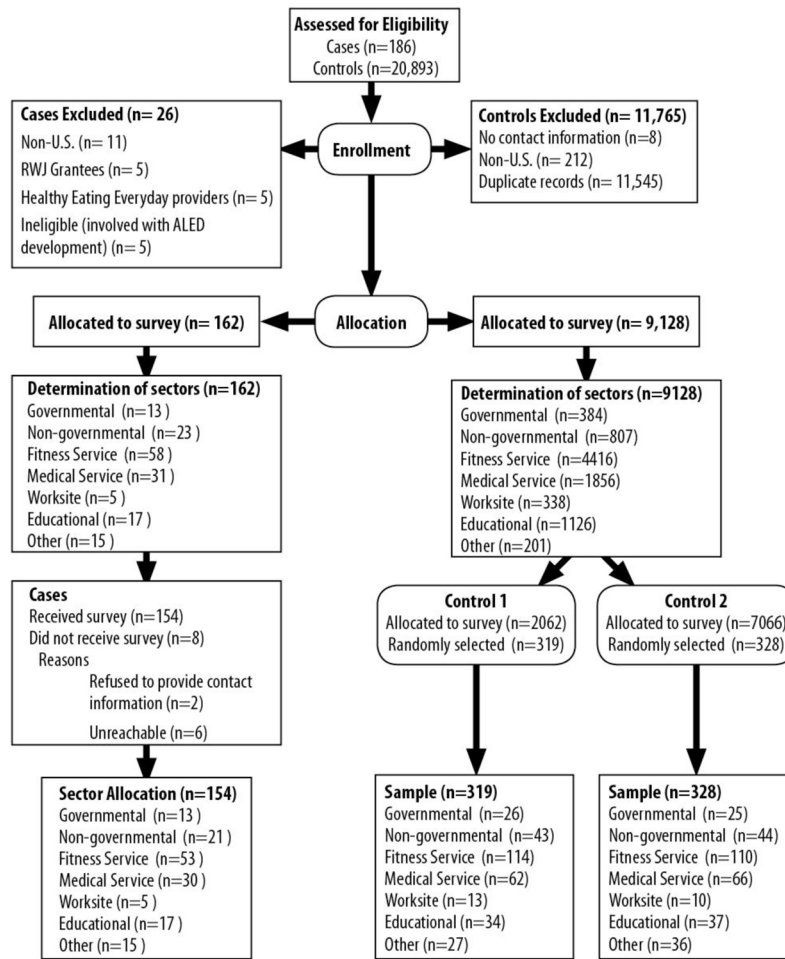 Assessed for Eligibility
Cases (n=186)
Controls (n=20,893)
Cases Excluded (n= 26)
Non-U.S. (n= 11)
RWJ Grantees (n= 5)
Healthy Eating Everyday providers (n= 5)
Ineligible (involved with ALED
development) (n= 5)
Enrollment
Controls Excluded (n= 11,765)
No contact information (n=8)
Non-U.S. (n= 212)
Duplicate records (n= 11,545)
Allocated to survey (n= 162)
Allocation
Allocated to survey (n= 9,128)
Determination of sectors (n=162)
Governmental (n=13 )
Non-governmental (n=23 )
Fitness Service (n=58 )
Medical Service (n=31 )
Worksite (n=5 )
Educational (n=17 )
Other (n=15 )
Determination of sectors (n=9128)
Governmental (n=384)
Non-governmental (n=807)
Fitness Service (n=4416)
Medical Service (n=1856)
Worksite (n=338)
Educational (n=1126)
Other (n=201)
Cases
Received survey (n=154)
Did not receive survey (n=8)
Reasons
Refused to provide contact
information (n=2)
Unreachable (n=6)
Control 1
Allocated to survey (n=2062)
Randomly selected (n=319)
Control 2
Allocated to survey (n=7066)
Randomly selected (n=328)
Sector Allocation (n=154)
Governmental (n=13 )
Non-governmental (n=21 )
Fitness Service (n=53 )
Medical Service (n=30 )
Worksite (n=5 )
Educational (n=17 )
Other (n=15 )
Sample (n=319)
Governmental (n=26)
Non-governmental (n=43)
Fitness Service (n=114)
Medical Service (n=62)
Worksite (n=13)
Educational (n=34)
Other (n=27)
Sample (n=328)
Governmental (n=25)
Non-governmental (n=44)
Fitness Service (n=110)
Medical Service (n=66)
Worksite (n=10)
Educational (n=37)
Other (n=36)